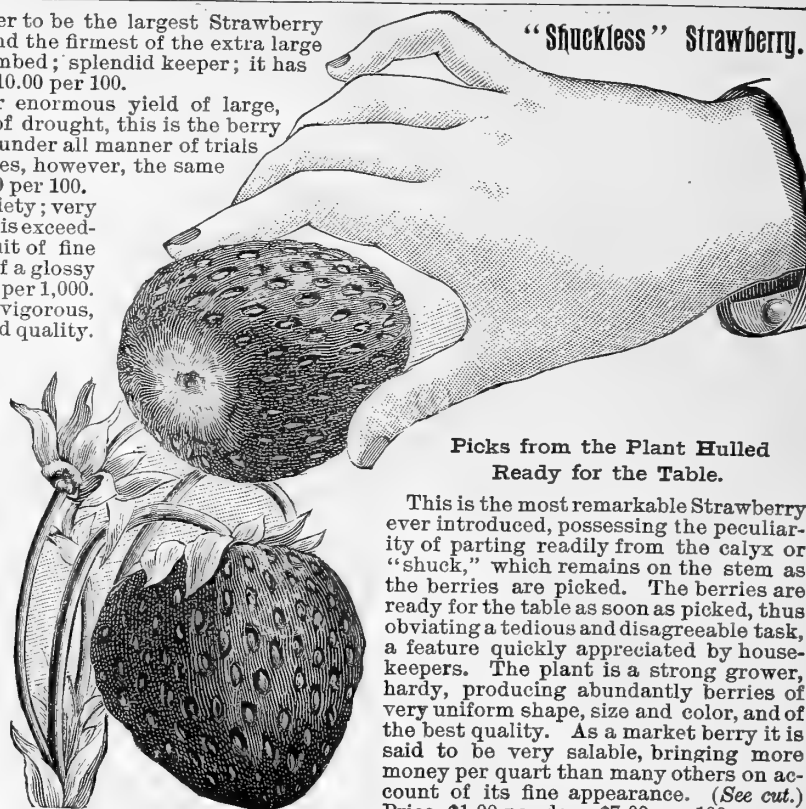 er to be the largest Strawberry
nd the firmest of the extra large
mbed; splendid keeper; it has
10.00 per 100.
r enormous yield of large,
of drought, this is the berry
under all manner of trials
es, however, the same
0 per 100.
iety; very
is exceed-
uit of fine
f a glossy
per 1,000.
vigorous,
d quality.
"Shuckless" Strawberry.
Picks from the Plant Hulled
Ready for the Table.
This is the most remarkable Strawberry
ever introduced, possessing the peculiar-
ity of parting readily from the calyx or
"shuck," which remains on the stem as
the berries are picked. The berries are
ready for the table as soon as picked, thus
obviating a tedious and disagreeable task,
a feature quickly appreciated by house-
keepers. The plant is a strong grower,
hardy, producing abundantly berries of
very uniform shape, size and color, and of
the best quality. As a market berry it is
said to be very salable, bringing more
money per quart than many others on ac-
count of its fine appearance. (See cut.)